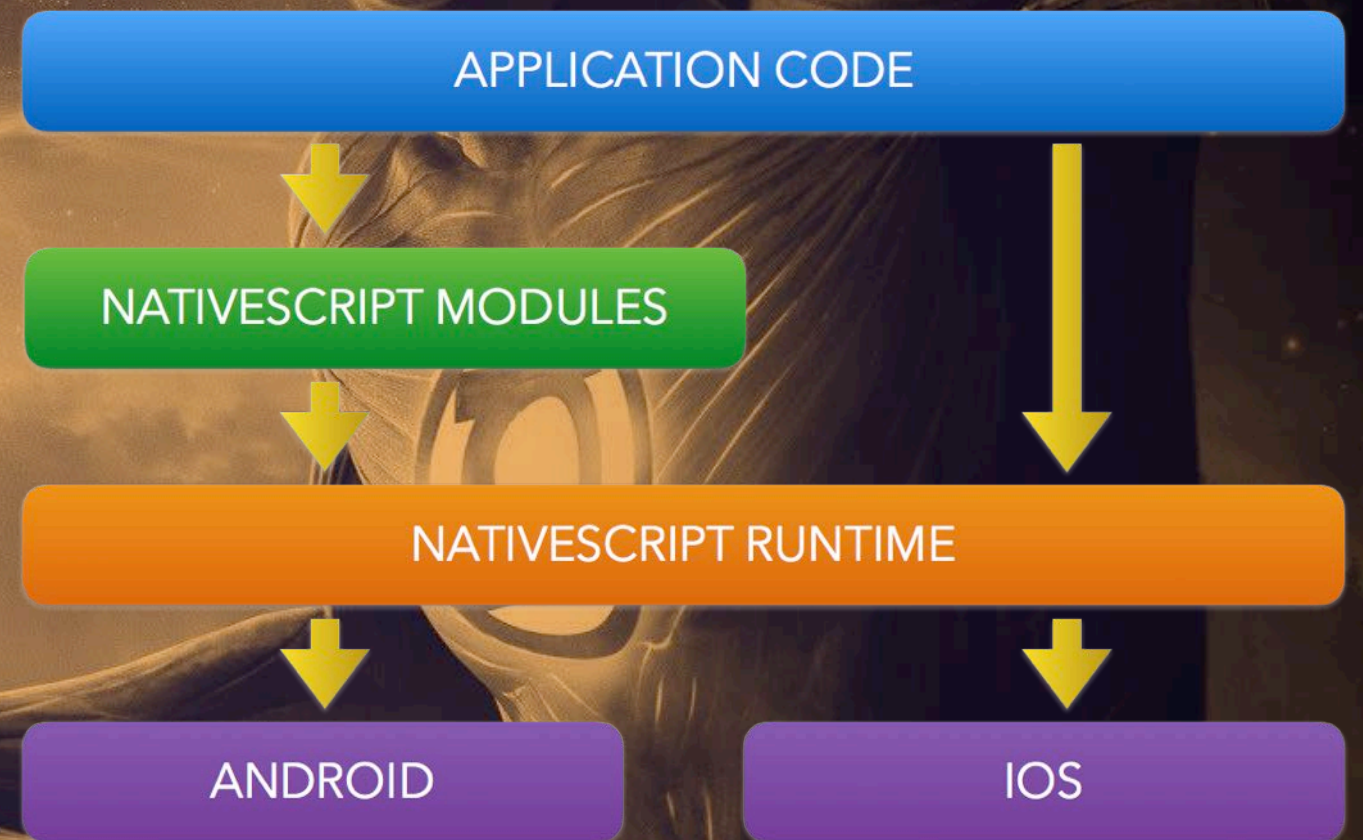 APPLICATION CODE
NATIVESCRIPT MODULES
NATIVESCRIPT RUNTIME
ANDROID
IOS